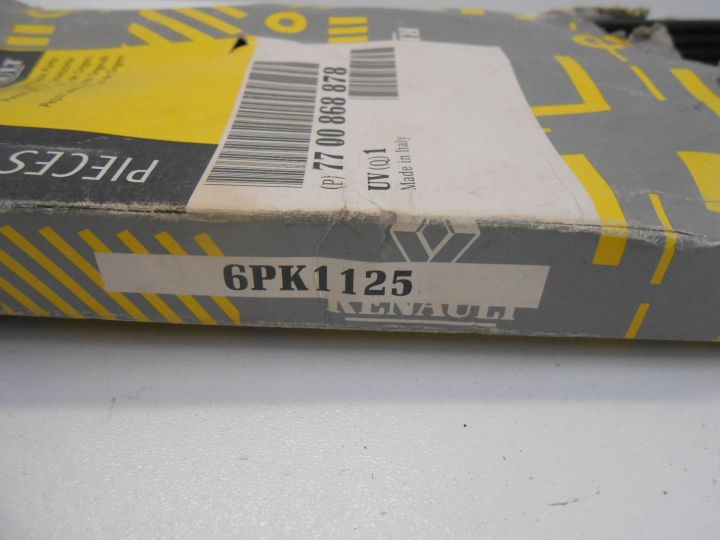 PIECES
(P) 77 00 868 878
UV (Q) 1
Made in Italy
6PK1125
RENAULT